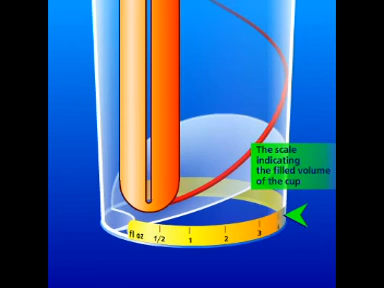 The scale
indicating
the filled volume
of the cup
fl oz 1/2 1 2 3